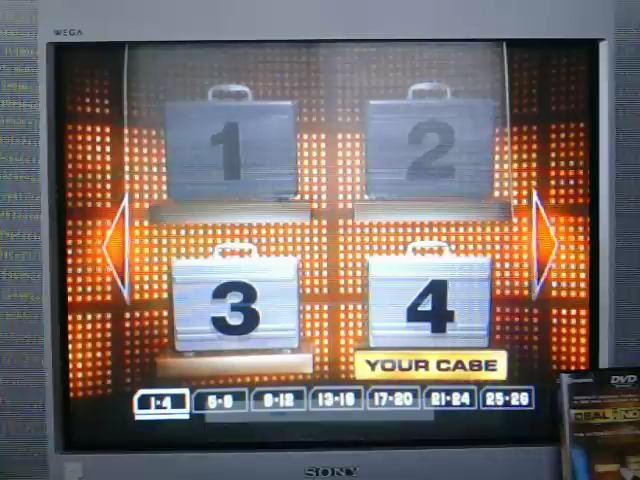 WEGA
1 2
3 4
YOUR CASE
1-4 5-8 9-12 13-16 17-20 21-24 25-26
SONY
DVD
DEAL